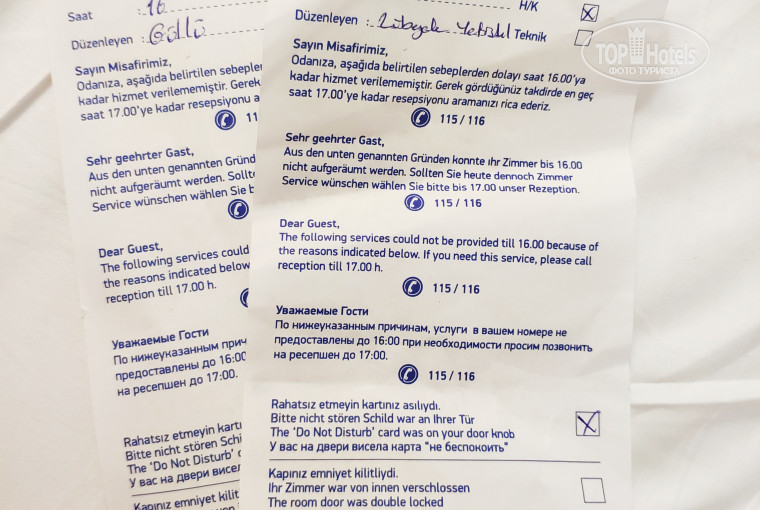 Saat : 16
Düzenleyen : Güllü
Sayın Misafirimiz,
Odanıza, aşağıda belirtilen sebepler
kadar hizmet verilememiştir. Gerek
saat 17.00'ye kadar resepsiyonu a
11
Sehr geehrter Gast,
Aus den unten genannten Gründ
nicht aufgeräumt werden. Sollt
Service wünschen Wählen Sie b
Dear Guest,
The following services could
the reasons indicated below
reception till 17.00 h.
Уважаемые Гости
По нижеуказанным прич
предоставлены до 16:00
на ресепшен до 17:00.
Rahatsız etmeyin kartı
Bitte nicht stören Schi
The 'Do Not Disturb' c
У вас на двери висел
Kapınız emniyet kilit
H/K
Düzenleyen : Teknik
Sayın Misafirimiz,
Odanıza, aşağıda belirtilen sebeplerden dolayı saat 16.00'ya
kadar hizmet verilememiştir. Gerek gördüğünüz takdirde en geç
saat 17.00'ye kadar resepsiyonu aramanızı rica ederiz.
115 / 116
Sehr geehrter Gast,
Aus den unten genannten Gründen konnte ıhr Zimmer bis 16.00
nicht aufgeräumt werden. Sollten Sie heute dennoch Zimmer
Service wünschen wählen Sie bitte bis 17.00 unser Rezeption.
115 / 116
Dear Guest,
The following services could not be provided till 16.00 because of
the reasons indicated below. If you need this service, please call
reception till 17.00 h.
115 / 116
Уважаемые Гости
По нижеуказанным причинам, услуги в вашем номере не
предоставлены до 16:00 при необходимости просим позвонить
на ресепшен до 17:00.
115 / 116
Rahatsız etmeyin kartınız asılıydı.
Bitte nicht stören Schild war an Ihrer Tür
The 'Do Not Disturb' card was on your door knob
У вас на двери висела карта "не беспокоить"
Kapınız emniyet kilitliydi.
Ihr Zimmer war von innen verschlossen
The room door was double locked
TOPHotels
ФОТО ТУРИСТА